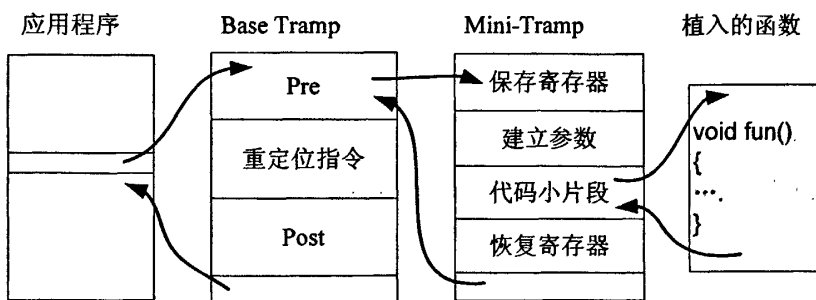 应用程序
Base Tramp
Mini-Tramp
植入的函数
Pre
重定位指令
Post
保存寄存器
建立参数
代码小片段
恢复寄存器
void fun()
{
....
}